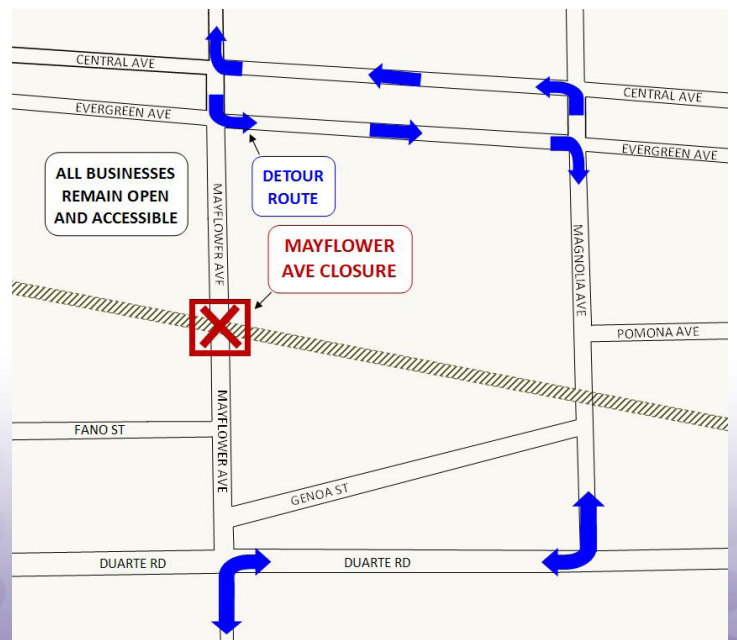 CENTRAL AVE
CENTRAL AVE
EVERGREEN AVE
EVERGREEN AVE
ALL BUSINESSES
REMAIN OPEN
AND ACCESSIBLE
DETOUR
ROUTE
MAYFLOWER AVE
MAYFLOWER
AVE CLOSURE
MAGNOLIA AVE
POMONA AVE
MAYFLOWER AVE
FANO ST
GENOA ST
DUARTE RD
DUARTE RD